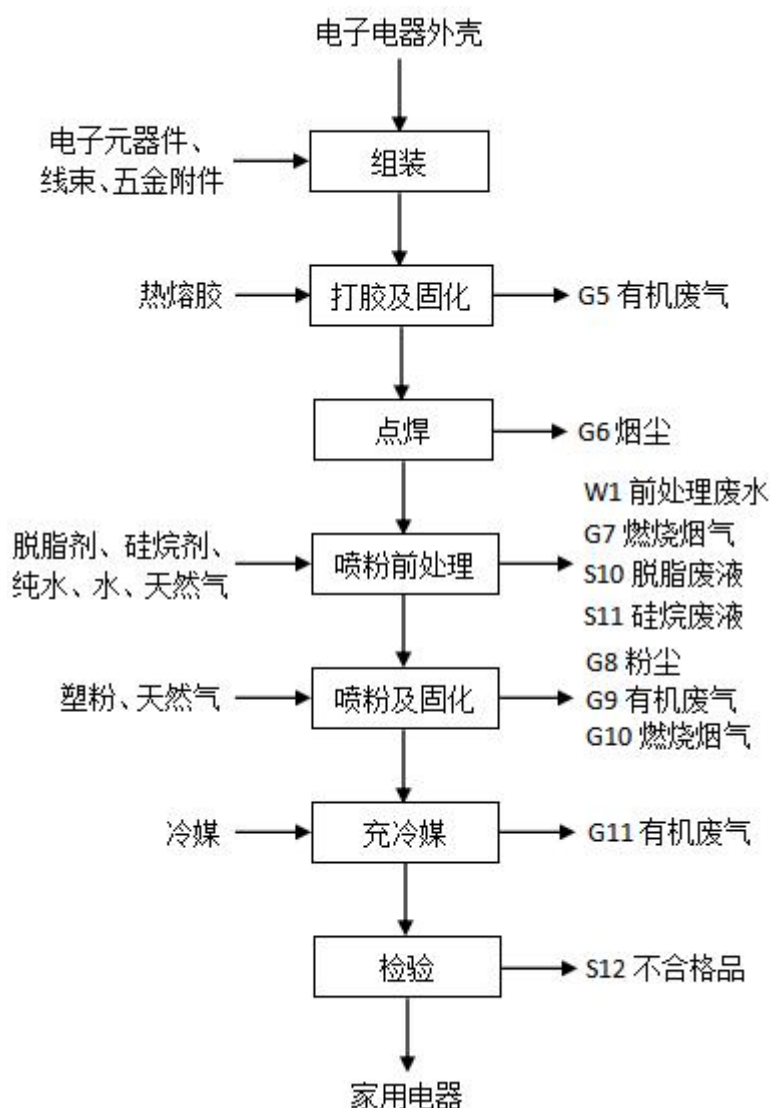 电子电器外壳
电子元器件、
线束、五金附件
组装
热熔胶
打胶及固化
G5 有机废气
点焊
G6 烟尘
脱脂剂、硅烷剂、
纯水、水、天然气
喷粉前处理
W1 前处理废水
G7 燃烧烟气
S10 脱脂废液
S11 硅烷废液
塑粉、天然气
喷粉及固化
G8 粉尘
G9 有机废气
G10 燃烧烟气
冷媒
充冷媒
G11 有机废气
检验
S12 不合格品
家用电器